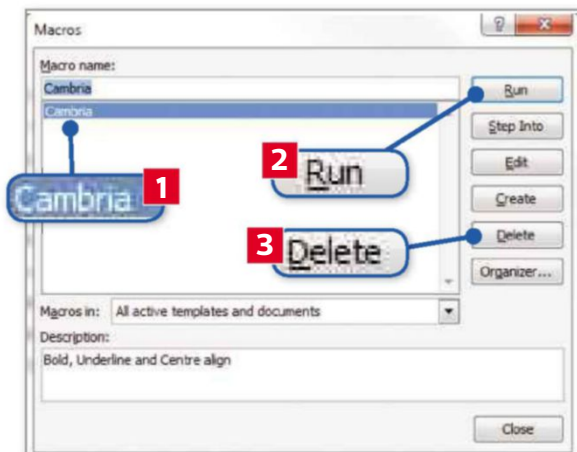 Macros
Macro name:
Cambria
Cambria
Run
Step Into
Edit
Create
Delete
Organizer...
Cambria 1
2 Run
3 Delete
Macros in: All active templates and documents
Description:
Bold, Underline and Centre align
Close